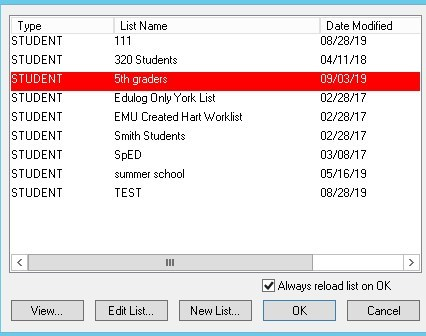 Type List Name Date Modified
STUDENT 111 08/28/19
STUDENT 320 Students 04/11/18
STUDENT 5th graders 09/03/19
STUDENT Edulog Only York List 02/28/17
STUDENT EMU Created Hart Worklist 02/28/17
STUDENT Smith Students 02/28/17
STUDENT SpED 03/08/17
STUDENT summer school 05/16/19
STUDENT TEST 08/28/19
Always reload list on OK
View... Edit List... New List... OK Cancel